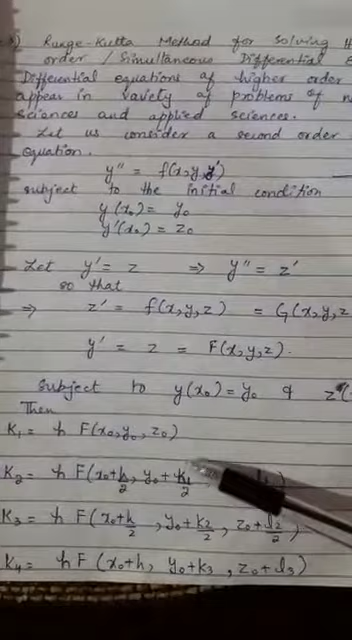 Runge-Kutta Method for Solving
order / Simultaneous Differential
Differential equations of higher order
appear in vavety of problems of
sciences and applied sciences.
Let us consider a second order
equation.
y'' = f(x,y,y')
subject to the initial condition
y(x₀) = y₀
y'(x₀) = z₀
Let y' = z ⇒ y'' = z'
so that
⇒ z' = f(x,y,z) = G(x,y,z
y' = z = F(x,y,z).
subject to y(x₀) = y₀ & z
Then
K₁ = h F(x₀,y₀,z₀)
K₂ = h F(x₀+h/2, y₀+k₁/2
K₃ = h F(x₀+h/2, y₀+k₂/2, z₀+l₂/2)
K₄ = h F(x₀+h, y₀+k₃, z₀+l₃)